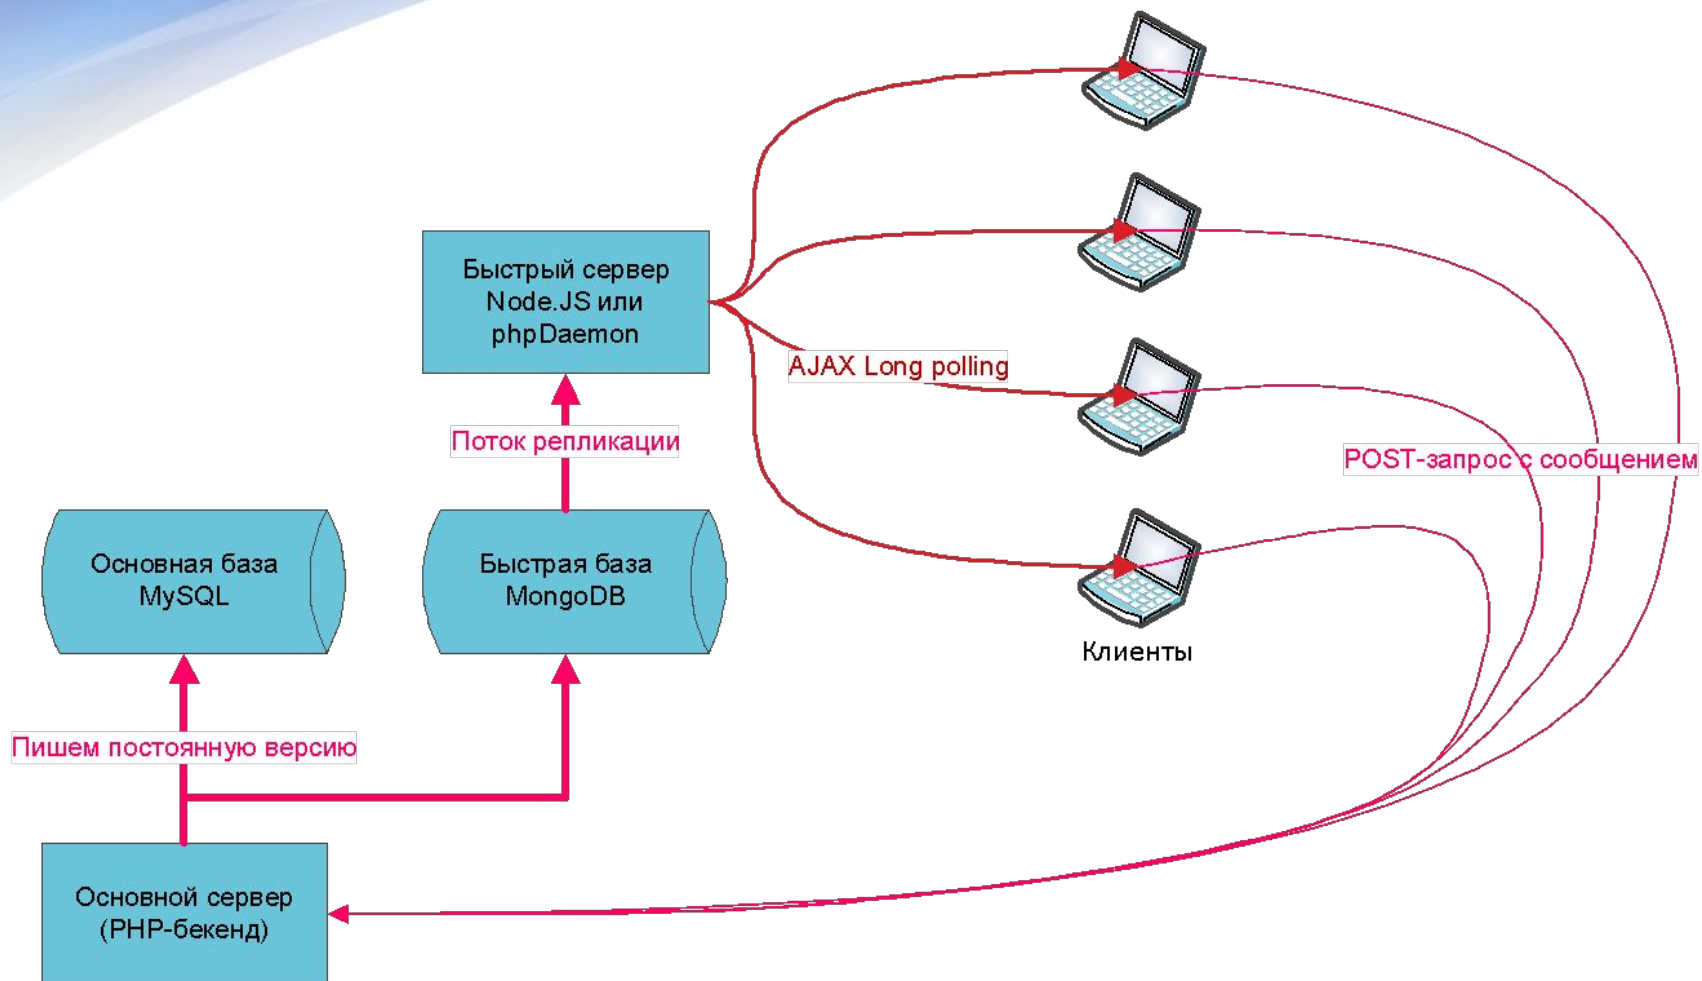 Быстрый сервер
Node.JS или
phpDaemon
AJAX Long polling
Поток репликации
POST-запрос с сообщением
Основная база
MySQL
Быстрая база
MongoDB
Клиенты
Пишем постоянную версию
Основной сервер
(PHP-бекенд)